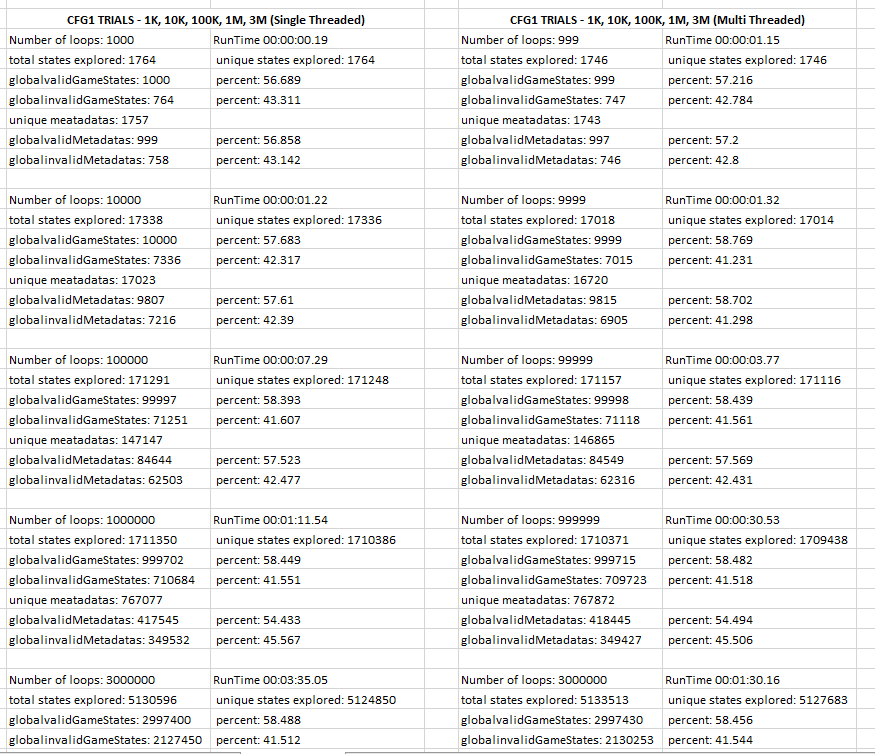 CFG1 TRIALS - 1K, 10K, 100K, 1M, 3M (Single Threaded) CFG1 TRIALS - 1K, 10K, 100K, 1M, 3M (Multi Threaded)
Number of loops: 1000 RunTime 00:00:00.19 Number of loops: 999 RunTime 00:00:01.15
total states explored: 1764 unique states explored: 1764 total states explored: 1746 unique states explored: 1746
globalvalidGameStates: 1000 percent: 56.689 globalvalidGameStates: 999 percent: 57.216
globalinvalidGameStates: 764 percent: 43.311 globalinvalidGameStates: 747 percent: 42.784
unique meatadatas: 1757 unique meatadatas: 1743
globalvalidMetadatas: 999 percent: 56.858 globalvalidMetadatas: 997 percent: 57.2
globalinvalidMetadatas: 758 percent: 43.142 globalinvalidMetadatas: 746 percent: 42.8
Number of loops: 10000 RunTime 00:00:01.22 Number of loops: 9999 RunTime 00:00:01.32
total states explored: 17338 unique states explored: 17336 total states explored: 17018 unique states explored: 17014
globalvalidGameStates: 10000 percent: 57.683 globalvalidGameStates: 9999 percent: 58.769
globalinvalidGameStates: 7336 percent: 42.317 globalinvalidGameStates: 7015 percent: 41.231
unique meatadatas: 17023 unique meatadatas: 16720
globalvalidMetadatas: 9807 percent: 57.61 globalvalidMetadatas: 9815 percent: 58.702
globalinvalidMetadatas: 7216 percent: 42.39 globalinvalidMetadatas: 6905 percent: 41.298
Number of loops: 100000 RunTime 00:00:07.29 Number of loops: 99999 RunTime 00:00:03.77
total states explored: 171291 unique states explored: 171248 total states explored: 171157 unique states explored: 171116
globalvalidGameStates: 99997 percent: 58.393 globalvalidGameStates: 99998 percent: 58.439
globalinvalidGameStates: 71251 percent: 41.607 globalinvalidGameStates: 71118 percent: 41.561
unique meatadatas: 147147 unique meatadatas: 146865
globalvalidMetadatas: 84644 percent: 57.523 globalvalidMetadatas: 84549 percent: 57.569
globalinvalidMetadatas: 62503 percent: 42.477 globalinvalidMetadatas: 62316 percent: 42.431
Number of loops: 1000000 RunTime 00:01:11.54 Number of loops: 999999 RunTime 00:00:30.53
total states explored: 1711350 unique states explored: 1710386 total states explored: 1710371 unique states explored: 1709438
globalvalidGameStates: 999702 percent: 58.449 globalvalidGameStates: 999715 percent: 58.482
globalinvalidGameStates: 710684 percent: 41.551 globalinvalidGameStates: 709723 percent: 41.518
unique meatadatas: 767077 unique meatadatas: 767872
globalvalidMetadatas: 417545 percent: 54.433 globalvalidMetadatas: 418445 percent: 54.494
globalinvalidMetadatas: 349532 percent: 45.567 globalinvalidMetadatas: 349427 percent: 45.506
Number of loops: 3000000 RunTime 00:03:35.05 Number of loops: 3000000 RunTime 00:01:30.16
total states explored: 5130596 unique states explored: 5124850 total states explored: 5133513 unique states explored: 5127683
globalvalidGameStates: 2997400 percent: 58.488 globalvalidGameStates: 2997430 percent: 58.456
globalinvalidGameStates: 2127450 percent: 41.512 globalinvalidGameStates: 2130253 percent: 41.544